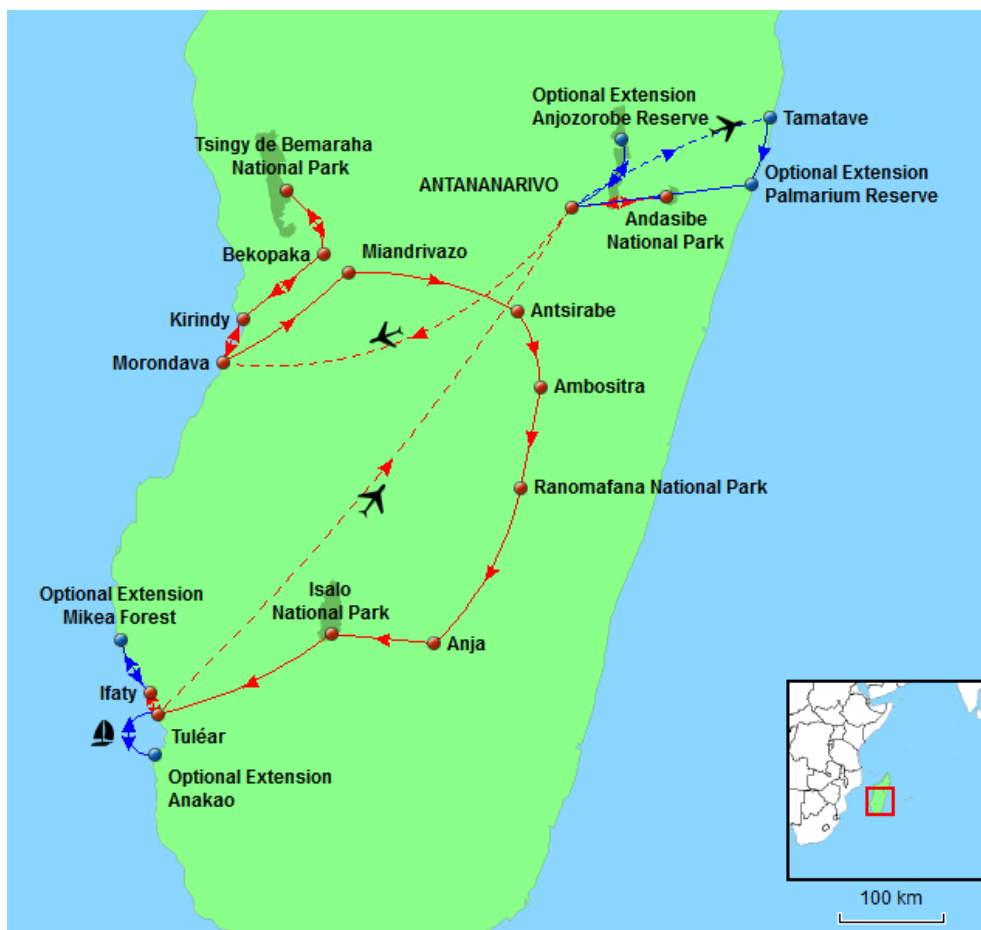 Optional Extension
Anjozorobe Reserve
Tamatave
Tsingy de Bemaraha
National Park
ANTANANARIVO
Optional Extension
Palmarium Reserve
Andasibe
National Park
Bekopaka
Miandrivazo
Kirindy
Antsirabe
Morondava
Ambositra
Ranomafana National Park
Optional Extension
Mikea Forest
Isalo
National Park
Anja
Ifaty
Tuléar
Optional Extension
Anakao
100 km